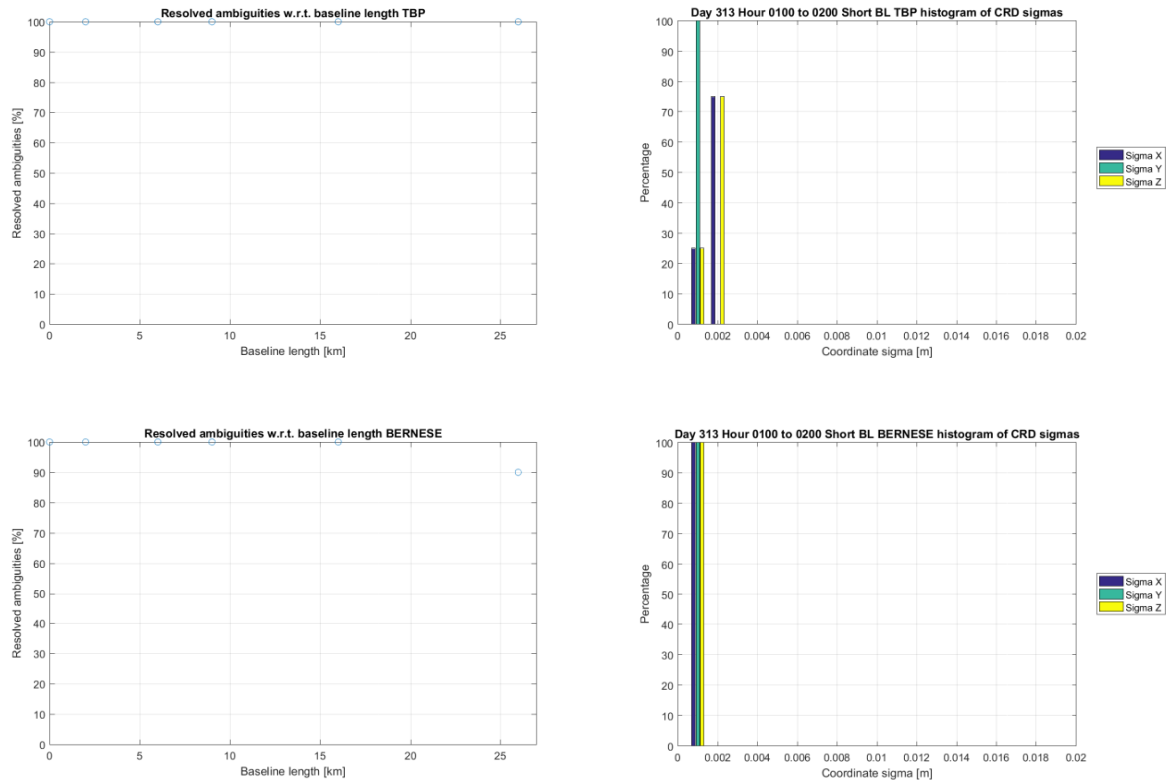 Resolved ambiguities w.r.t. baseline length TBP
100
90
80
70
60
50
40
30
20
10
0
Resolved ambiguities [%]
0 5 10 15 20 25
Baseline length [km]
Day 313 Hour 0100 to 0200 Short BL TBP histogram of CRD sigmas
100
90
80
70
60
50
40
30
20
10
0
Percentage
0 0.002 0.004 0.006 0.008 0.01 0.012 0.014 0.016 0.018 0.02
Coordinate sigma [m]
Sigma X
Sigma Y
Sigma Z
Resolved ambiguities w.r.t. baseline length BERNESE
100
90
80
70
60
50
40
30
20
10
0
Resolved ambiguities [%]
0 5 10 15 20 25
Baseline length [km]
Day 313 Hour 0100 to 0200 Short BL BERNESE histogram of CRD sigmas
100
90
80
70
60
50
40
30
20
10
0
Percentage
0 0.002 0.004 0.006 0.008 0.01 0.012 0.014 0.016 0.018 0.02
Coordinate sigma [m]
Sigma X
Sigma Y
Sigma Z